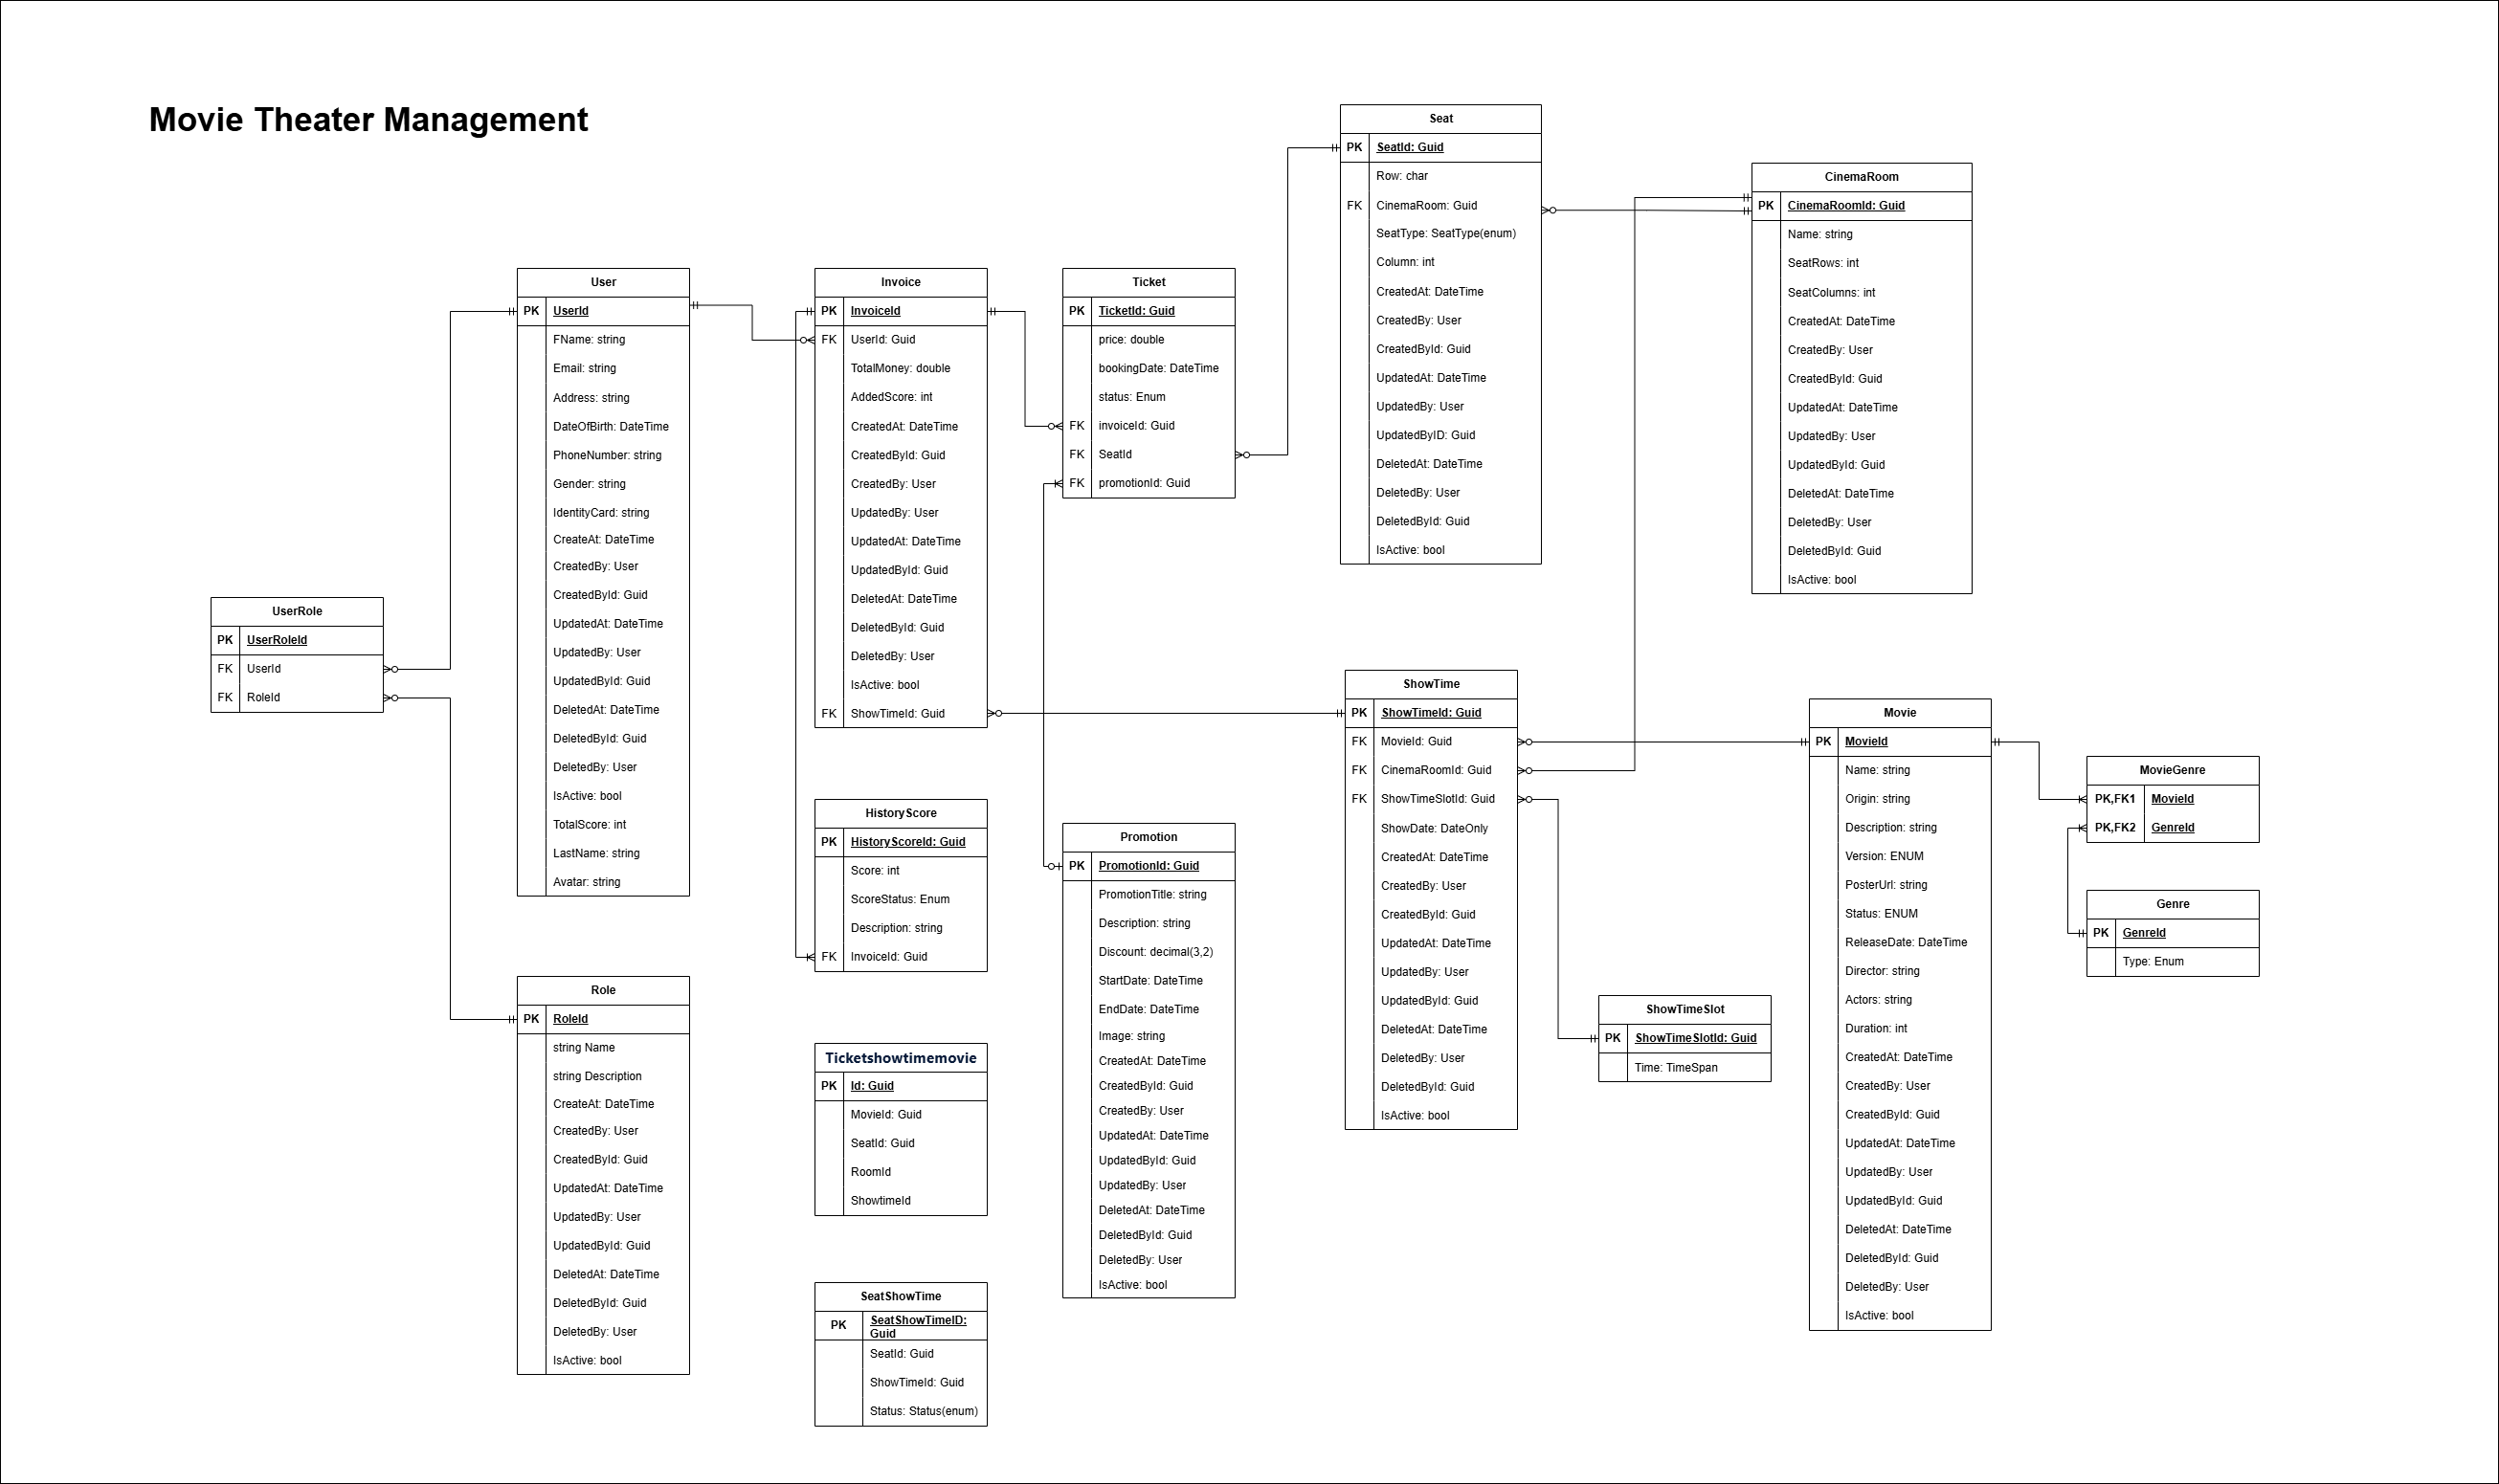 Movie Theater Management
UserRole
PK UserRoleId
FK UserId
FK RoleId
User
PK UserId
FName: string
Email: string
Address: string
DateOfBirth: DateTime
PhoneNumber: string
Gender: string
IdentityCard: string
CreateAt: DateTime
CreatedBy: User
CreatedById: Guid
UpdatedAt: DateTime
UpdatedBy: User
UpdatedById: Guid
DeletedAt: DateTime
DeletedById: Guid
DeletedBy: User
IsActive: bool
TotalScore: int
LastName: string
Avatar: string
Role
PK RoleId
string Name
string Description
CreateAt: DateTime
CreatedBy: User
CreatedById: Guid
UpdatedAt: DateTime
UpdatedBy: User
UpdatedById: Guid
DeletedAt: DateTime
DeletedById: Guid
DeletedBy: User
IsActive: bool
Invoice
PK InvoiceId
FK UserId: Guid
TotalMoney: double
AddedScore: int
CreatedAt: DateTime
CreatedById: Guid
CreatedBy: User
UpdatedBy: User
UpdatedAt: DateTime
UpdatedById: Guid
DeletedAt: DateTime
DeletedById: Guid
DeletedBy: User
IsActive: bool
FK ShowTimeId: Guid
HistoryScore
PK HistoryScoreId: Guid
Score: int
ScoreStatus: Enum
Description: string
FK InvoiceId: Guid
Ticketshowtimemovie
PK Id: Guid
MovieId: Guid
SeatId: Guid
RoomId
ShowtimeId
SeatShowTime
PK SeatShowTimeID:
Guid
SeatId: Guid
ShowTimeId: Guid
Status: Status(enum)
Ticket
PK TicketId: Guid
price: double
bookingDate: DateTime
status: Enum
FK invoiceId: Guid
FK SeatId
FK promotionId: Guid
Promotion
PK PromotionId: Guid
PromotionTitle: string
Description: string
Discount: decimal(3,2)
StartDate: DateTime
EndDate: DateTime
Image: string
CreatedAt: DateTime
CreatedById: Guid
CreatedBy: User
UpdatedAt: DateTime
UpdatedById: Guid
UpdatedBy: User
DeletedAt: DateTime
DeletedById: Guid
DeletedBy: User
IsActive: bool
Seat
PK SeatId: Guid
Row: char
FK CinemaRoom: Guid
SeatType: SeatType(enum)
Column: int
CreatedAt: DateTime
CreatedBy: User
CreatedById: Guid
UpdatedAt: DateTime
UpdatedBy: User
UpdatedByID: Guid
DeletedAt: DateTime
DeletedBy: User
DeletedById: Guid
IsActive: bool
CinemaRoom
PK CinemaRoomId: Guid
Name: string
SeatRows: int
SeatColumns: int
CreatedAt: DateTime
CreatedBy: User
CreatedById: Guid
UpdatedAt: DateTime
UpdatedBy: User
UpdatedById: Guid
DeletedAt: DateTime
DeletedBy: User
DeletedById: Guid
IsActive: bool
ShowTime
PK ShowTimeId: Guid
FK MovieId: Guid
FK CinemaRoomId: Guid
FK ShowTimeSlotId: Guid
ShowDate: DateOnly
CreatedAt: DateTime
CreatedBy: User
CreatedById: Guid
UpdatedAt: DateTime
UpdatedBy: User
UpdatedById: Guid
DeletedAt: DateTime
DeletedBy: User
DeletedById: Guid
IsActive: bool
ShowTimeSlot
PK ShowTimeSlotId: Guid
Time: TimeSpan
Movie
PK MovieId
Name: string
Origin: string
Description: string
Version: ENUM
PosterUrl: string
Status: ENUM
ReleaseDate: DateTime
Director: string
Actors: string
Duration: int
CreatedAt: DateTime
CreatedBy: User
CreatedById: Guid
UpdatedAt: DateTime
UpdatedBy: User
UpdatedById: Guid
DeletedAt: DateTime
DeletedById: Guid
DeletedBy: User
IsActive: bool
MovieGenre
PK,FK1 MovieId
PK,FK2 GenreId
Genre
PK GenreId
Type: Enum